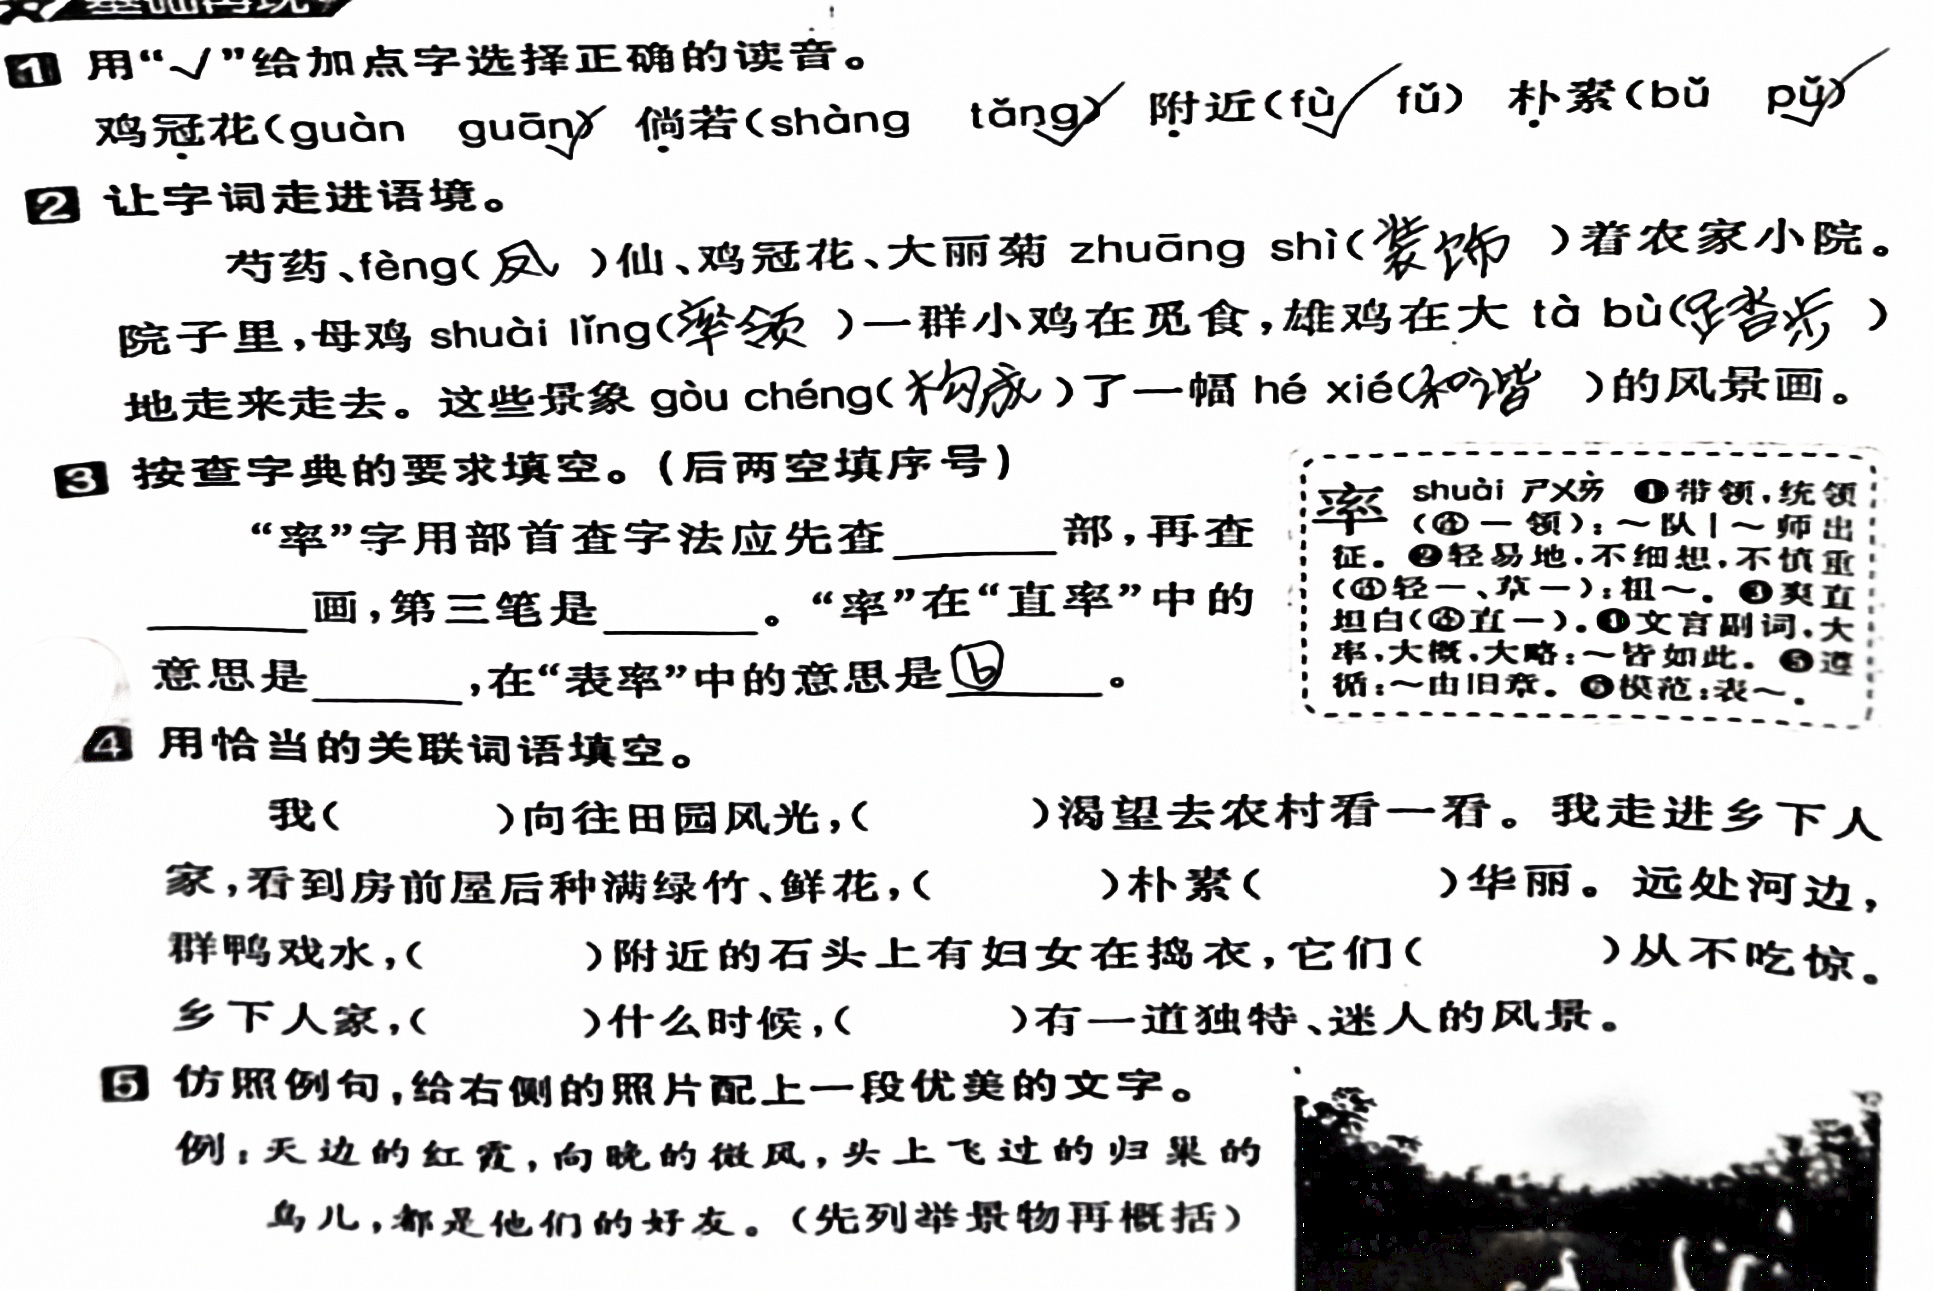 1 用“√”给加点字选择正确的读音。
鸡冠花(guàn guān)√ 倘若(shàng tǎng)√ 附近(fù√ fǔ) 朴素(bǔ pǔ)√
2 让字词走进语境。
芍药、fèng(凤)仙、鸡冠花、大丽菊 zhuāng shì(装饰)着农家小院。
院子里,母鸡 shuài lǐng(率领)一群小鸡在觅食,雄鸡在大 tà bù(踏步)
地走来走去。这些景象 gòu chéng(构成)了一幅 hé xié(和谐)的风景画。
3 按查字典的要求填空。(后两空填序号)
“率”字用部首查字法应先查______部,再查
______画,第三笔是______。“率”在“直率”中的
意思是______,在“表率”中的意思是⑥。
率 shuài ㄕㄨㄞˋ ❶带领,统领
(㊣一领):～队|～师出
征。❷轻易地,不细想,不慎重
(㊣轻一、草一):粗～。❸爽直
坦白(㊣直一)。❹文言副词,大
率,大概,大略:～皆如此。❺遵
循:～由旧章。❻模范:表～。
4 用恰当的关联词语填空。
我( )向往田园风光,( )渴望去农村看一看。我走进乡下人
家,看到房前屋后种满绿竹、鲜花,( )朴素( )华丽。远处河边,
群鸭戏水,( )附近的石头上有妇女在捣衣,它们( )从不吃惊。
乡下人家,( )什么时候,( )有一道独特、迷人的风景。
5 仿照例句,给右侧的照片配上一段优美的文字。
例:天边的红霞,向晚的微风,头上飞过的归巢的
鸟儿,都是他们的好友。(先列举景物再概括)